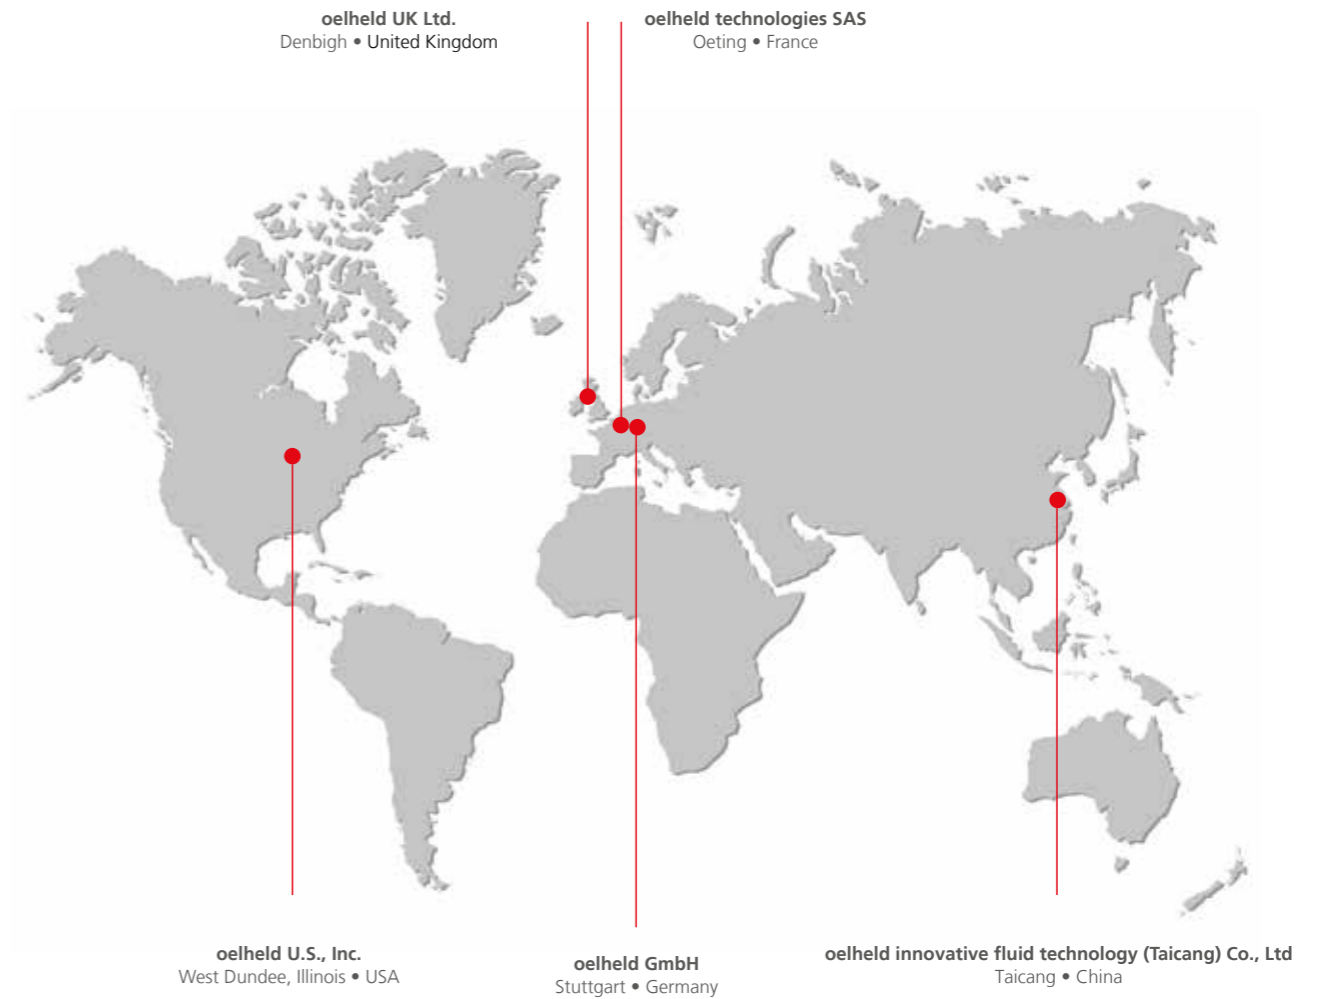 oelheld UK Ltd.
Denbigh • United Kingdom
oelheld technologies SAS
Oeting • France
oelheld U.S., Inc.
West Dundee, Illinois • USA
oelheld GmbH
Stuttgart • Germany
oelheld innovative fluid technology (Taicang) Co., Ltd
Taicang • China